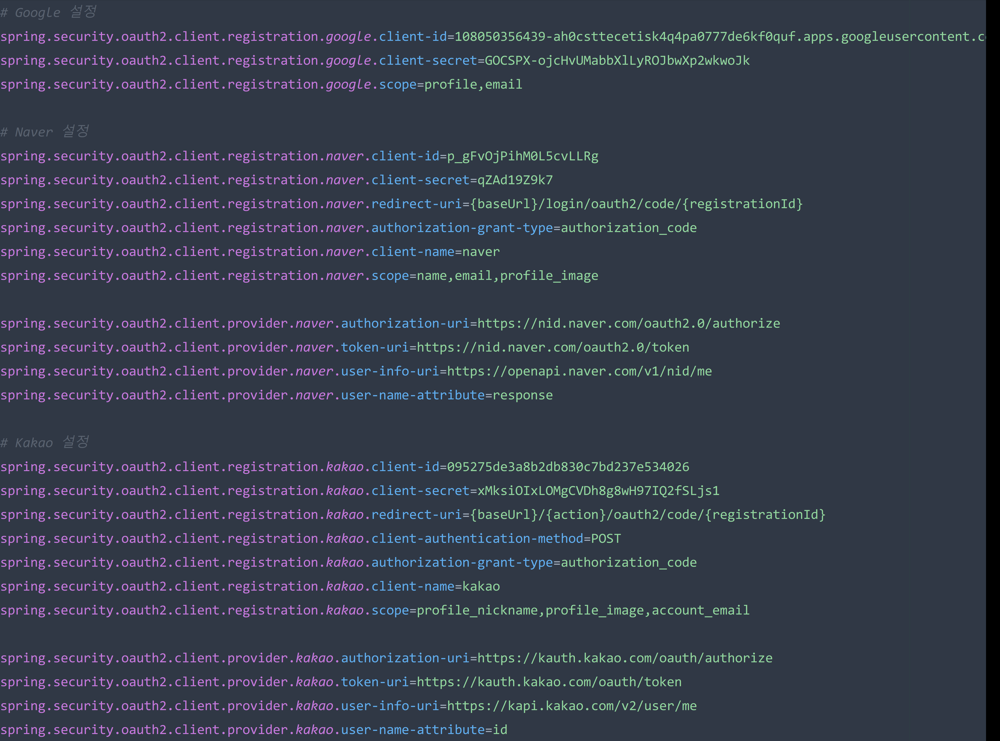 # Google 설정
spring.security.oauth2.client.registration.google.client-id=108050356439-ah0csttecetisk4q4pa0777de6kf0quf.apps.googleusercontent.c
spring.security.oauth2.client.registration.google.client-secret=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
spring.security.oauth2.client.registration.google.scope=profile,email
# Naver 설정
spring.security.oauth2.client.registration.naver.client-id=p_gFvOjPihM0L5cvLLRg
spring.security.oauth2.client.registration.naver.client-secret=qZAd19Z9k7
spring.security.oauth2.client.registration.naver.redirect-uri={baseUrl}/login/oauth2/code/{registrationId}
spring.security.oauth2.client.registration.naver.authorization-grant-type=authorization_code
spring.security.oauth2.client.registration.naver.client-name=naver
spring.security.oauth2.client.registration.naver.scope=name,email,profile_image
spring.security.oauth2.client.provider.naver.authorization-uri=https://nid.naver.com/oauth2.0/authorize
spring.security.oauth2.client.provider.naver.token-uri=https://nid.naver.com/oauth2.0/token
spring.security.oauth2.client.provider.naver.user-info-uri=https://openapi.naver.com/v1/nid/me
spring.security.oauth2.client.provider.naver.user-name-attribute=response
# Kakao 설정
spring.security.oauth2.client.registration.kakao.client-id=095275de3a8b2db830c7bd237e534026
spring.security.oauth2.client.registration.kakao.client-secret=xMksiOIxLOMgCVDh8g8wH97IQ2fSLjs1
spring.security.oauth2.client.registration.kakao.redirect-uri={baseUrl}/{action}/oauth2/code/{registrationId}
spring.security.oauth2.client.registration.kakao.client-authentication-method=POST
spring.security.oauth2.client.registration.kakao.authorization-grant-type=authorization_code
spring.security.oauth2.client.registration.kakao.client-name=kakao
spring.security.oauth2.client.registration.kakao.scope=profile_nickname,profile_image,account_email
spring.security.oauth2.client.provider.kakao.authorization-uri=https://kauth.kakao.com/oauth/authorize
spring.security.oauth2.client.provider.kakao.token-uri=https://kauth.kakao.com/oauth/token
spring.security.oauth2.client.provider.kakao.user-info-uri=https://kapi.kakao.com/v2/user/me
spring.security.oauth2.client.provider.kakao.user-name-attribute=id